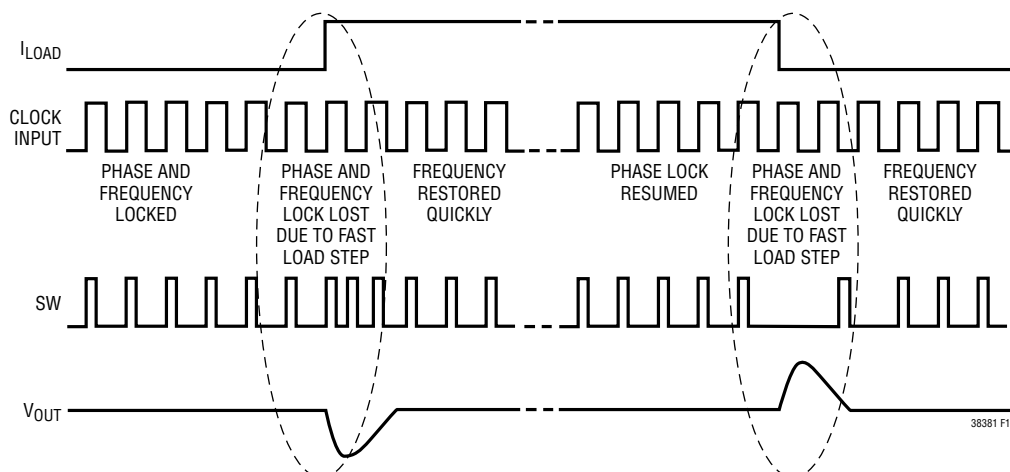 ILOAD
CLOCK
INPUT
PHASE AND
FREQUENCY
LOCKED
PHASE AND
FREQUENCY
LOCK LOST
DUE TO FAST
LOAD STEP
FREQUENCY
RESTORED
QUICKLY
PHASE LOCK
RESUMED
PHASE AND
FREQUENCY
LOCK LOST
DUE TO FAST
LOAD STEP
FREQUENCY
RESTORED
QUICKLY
SW
VOUT
38381 F1